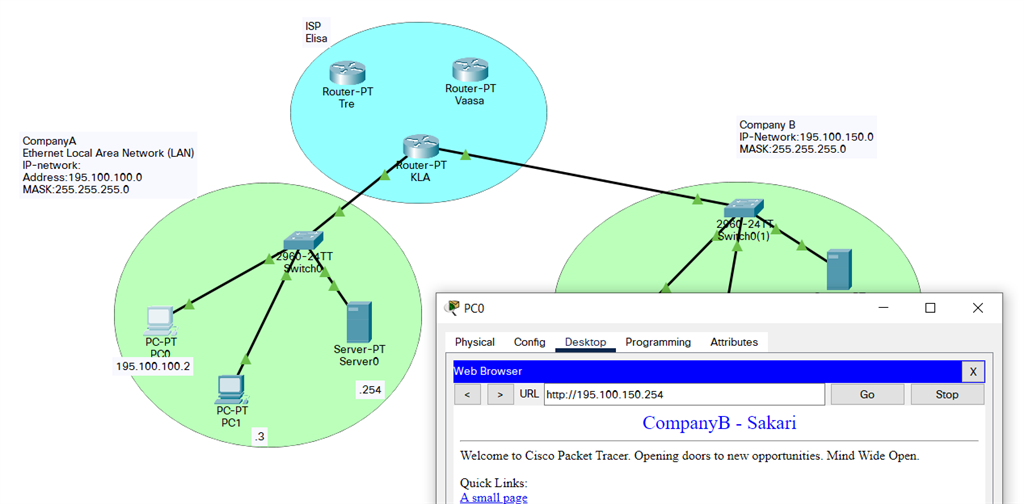 ISP
Elisa
Router-PT
Tre
Router-PT
Vaasa
Router-PT
KLA
CompanyA
Ethernet Local Area Network (LAN)
IP-network:
Address:195.100.100.0
MASK:255.255.255.0
Company B
IP-Network:195.100.150.0
MASK:255.255.255.0
2960-24TT
Switch0
2960-24TT
Switch0(1)
PC-PT
PC0
195.100.100.2
Server-PT
Server0
.254
PC-PT
PC1
.3
PC0
Physical Config Desktop Programming Attributes
Web Browser X
< > URL http://195.100.150.254 Go Stop
CompanyB - Sakari
Welcome to Cisco Packet Tracer. Opening doors to new opportunities. Mind Wide Open.
Quick Links:
A small page